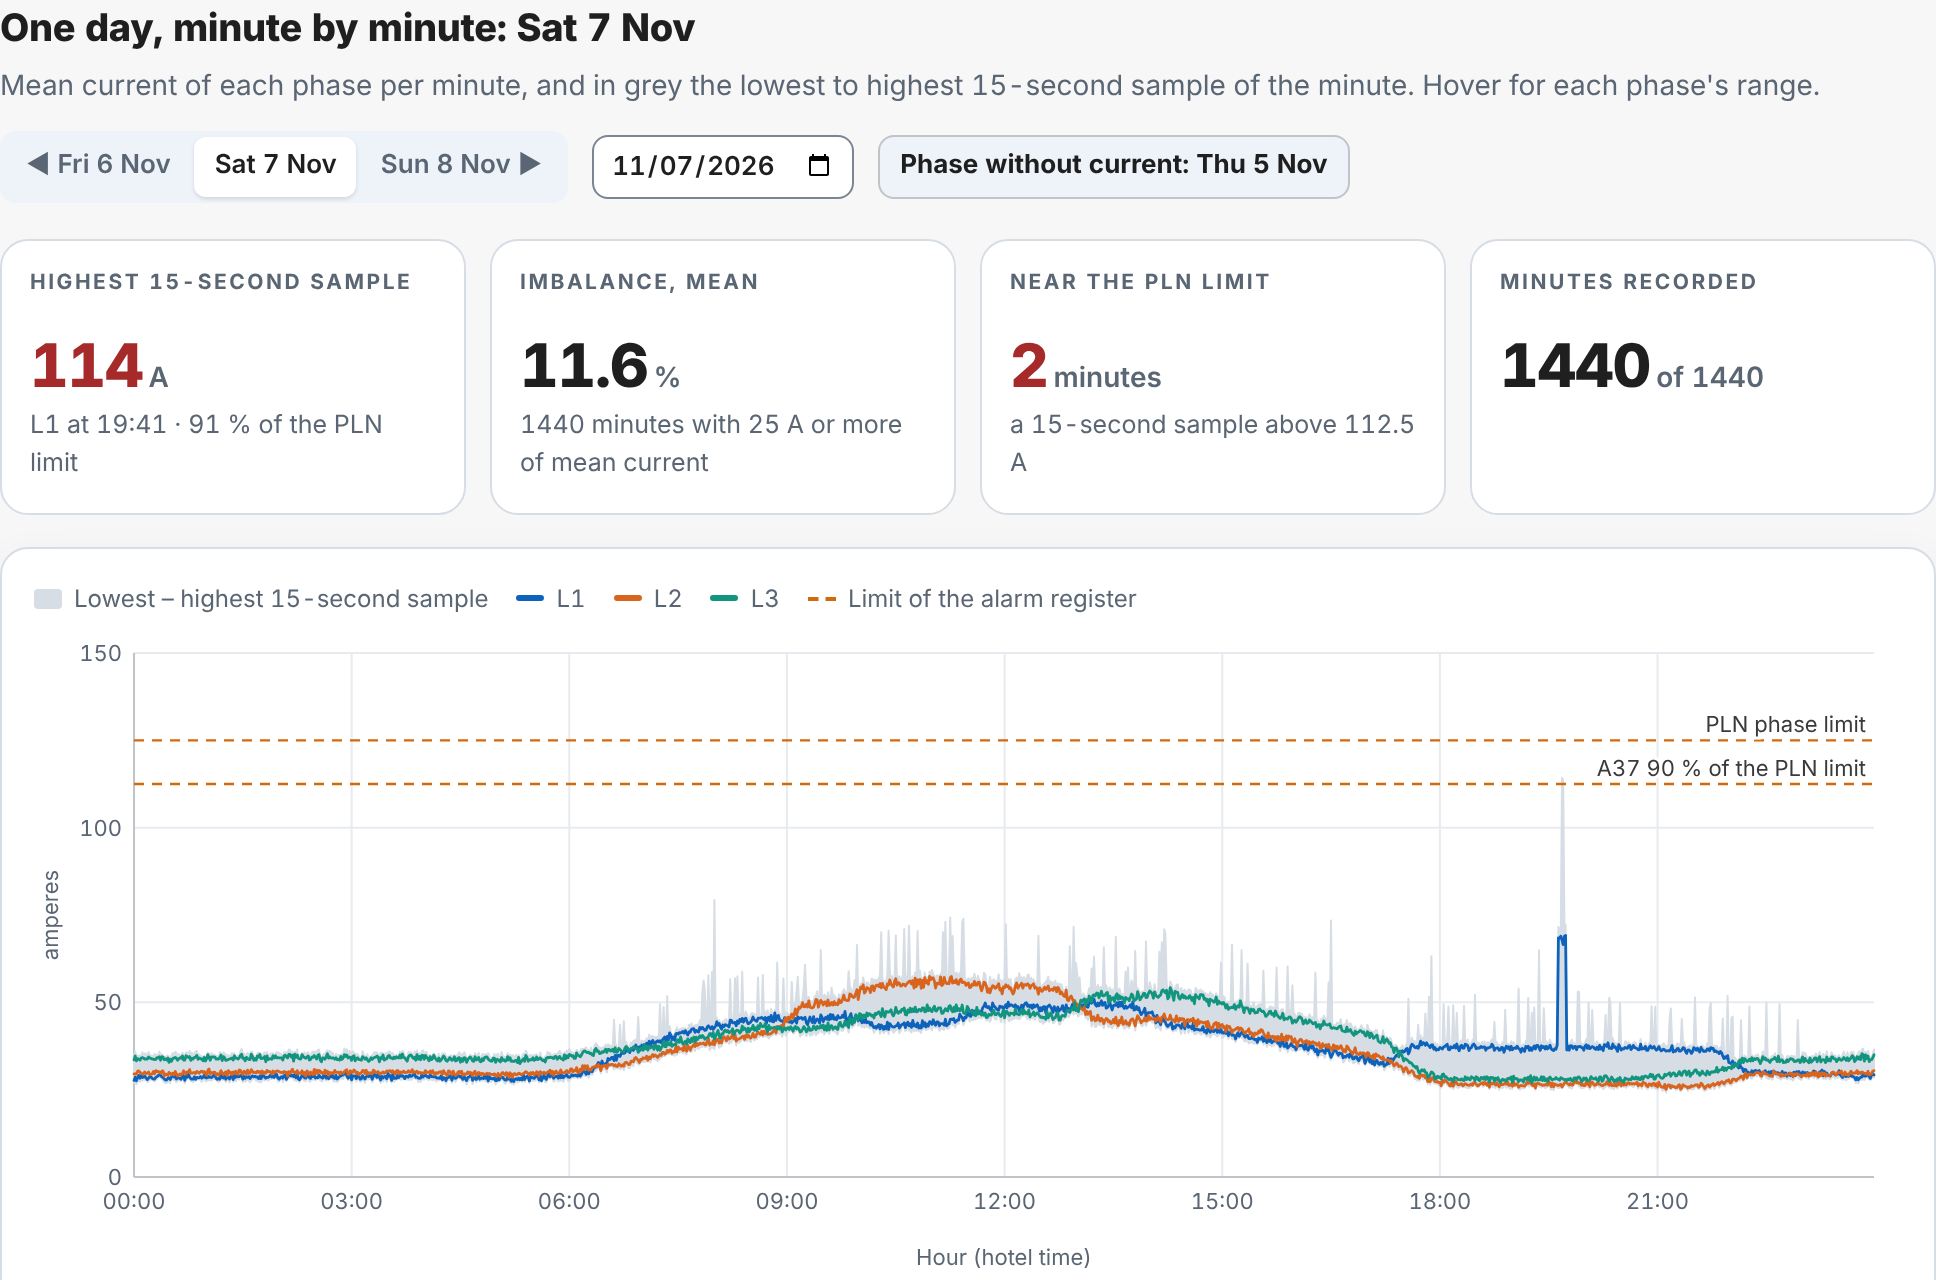 One day, minute by minute: Sat 7 Nov
Mean current of each phase per minute, and in grey the lowest to highest 15-second sample of the minute. Hover for each phase's range.
◀ Fri 6 Nov
Sat 7 Nov
Sun 8 Nov ▶
11/07/2026
Phase without current: Thu 5 Nov
HIGHEST 15-SECOND SAMPLE
114 A
L1 at 19:41 · 91 % of the PLN
limit
IMBALANCE, MEAN
11.6 %
1440 minutes with 25 A or more
of mean current
NEAR THE PLN LIMIT
2 minutes
a 15-second sample above 112.5
A
MINUTES RECORDED
1440 of 1440
Lowest – highest 15-second sample
L1
L2
L3
Limit of the alarm register
150
PLN phase limit
A37 90 % of the PLN limit
100
amperes
50
0
00:00
03:00
06:00
09:00
12:00
15:00
18:00
21:00
Hour (hotel time)